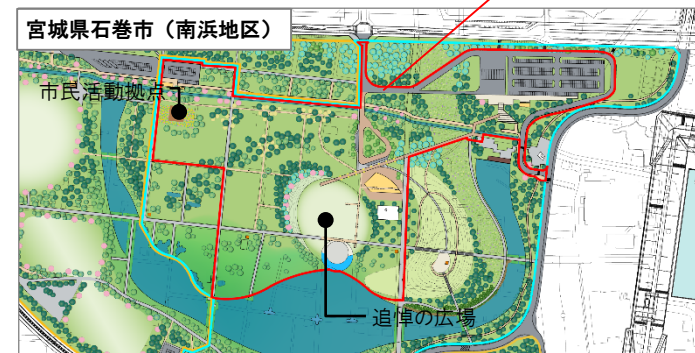 宮城県石巻市（南浜地区）
市民活動拠点
追悼の広場